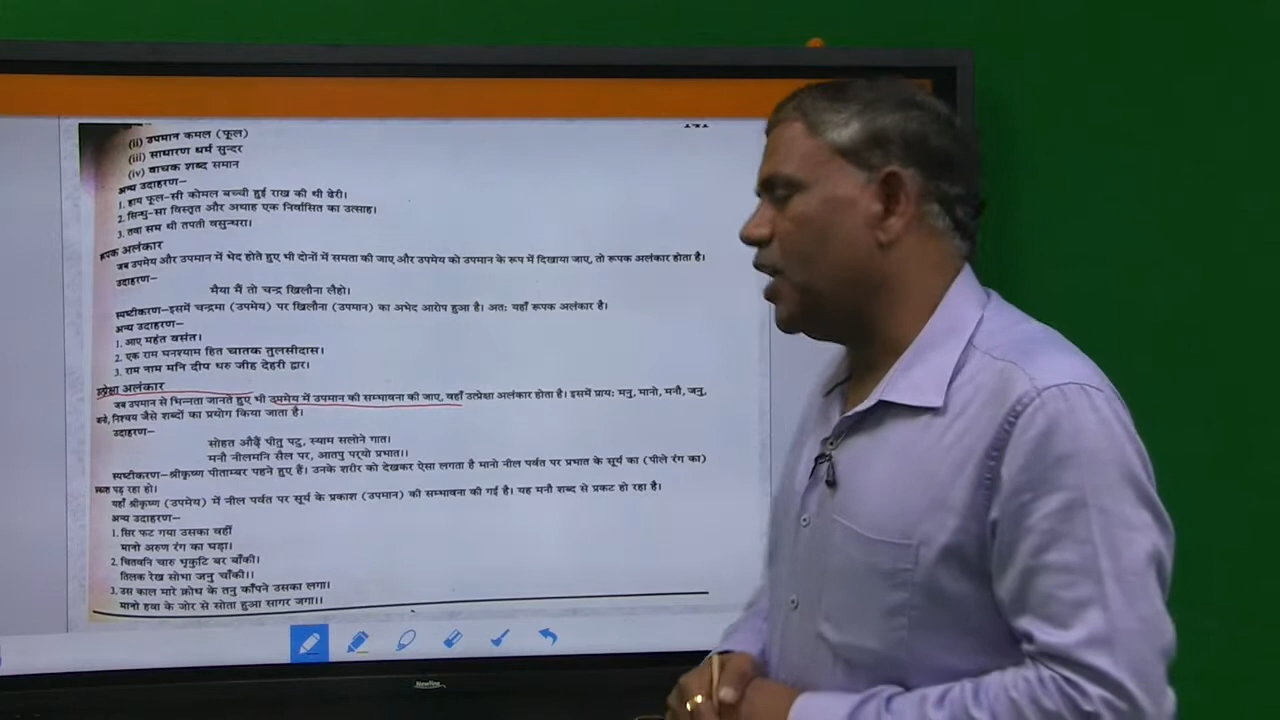 (ii) उपमान कमल (फूल)
(iii) साधारण धर्म सुन्दर
(iv) वाचक शब्द समान
अन्य उदाहरण—
1. हाय फूल-सी कोमल बच्ची हुई राख की थी ढेरी।
2. सिन्धु-सा विस्तृत और अथाह एक निर्वासित का उत्साह।
3. तवा सम थी तपती वसुन्धरा।
रूपक अलंकार
जब उपमेय और उपमान में भेद होते हुए भी दोनों में समता की जाए और उपमेय को उपमान के रूप में दिखाया जाए, तो रूपक अलंकार होता है।
उदाहरण—
मैया मैं तो चन्द्र खिलौना लैहो।
स्पष्टीकरण—इसमें चन्द्रमा (उपमेय) पर खिलौना (उपमान) का अभेद आरोप हुआ है। अतः यहाँ रूपक अलंकार है।
अन्य उदाहरण—
1. आए महंत वसंत।
2. एक राम घनश्याम हित चातक तुलसीदास।
3. राम नाम मनि दीप धरु जीह देहरी द्वार।
उत्प्रेक्षा अलंकार
जब उपमान से भिन्नता जानते हुए भी उपमेय में उपमान की सम्भावना की जाए, वहाँ उत्प्रेक्षा अलंकार होता है। इसमें प्रायः मनु, मानो, मनौ, जनु,
निश्चय जैसे शब्दों का प्रयोग किया जाता है।
उदाहरण—
सोहत ओढ़ैं पीतु पटु, स्याम सलोने गात।
मनौ नीलमनि सैल पर, आतपु पर्‌यो प्रभात।।
स्पष्टीकरण—श्रीकृष्ण पीताम्बर पहने हुए हैं। उनके शरीर को देखकर ऐसा लगता है मानो नील पर्वत पर प्रभात के सूर्य का (पीले रंग का)
पड़ रहा हो।
यहाँ श्रीकृष्ण (उपमेय) में नील पर्वत पर सूर्य के प्रकाश (उपमान) की सम्भावना की गई है। यह मनौ शब्द से प्रकट हो रहा है।
अन्य उदाहरण—
1. सिर फट गया उसका वहीं
मानो अरुण रंग का घड़ा।
2. चितवनि चारु भृकुटि बर बाँकी।
तिलक रेख सोभा जनु चाँकी।।
3. उस काल मारे क्रोध के तनु काँपने उसका लगा।
मानो हवा के जोर से सोता हुआ सागर जगा।।
Newline